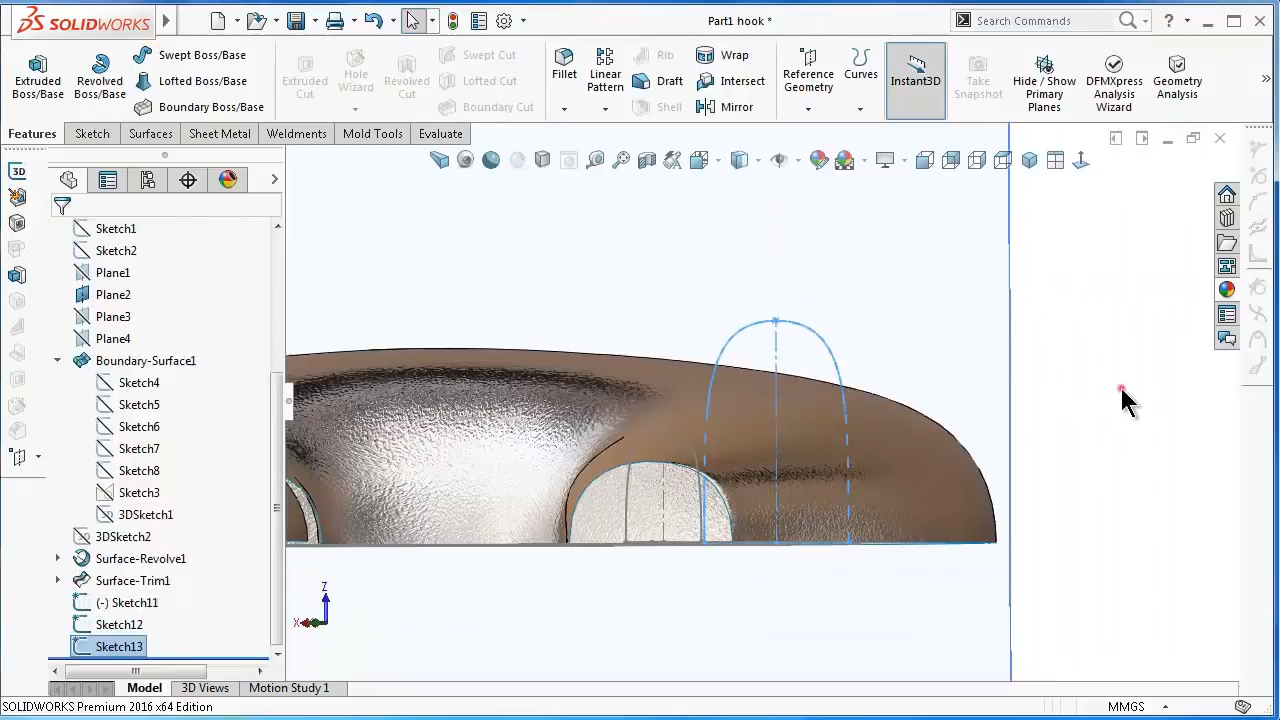 SOLIDWORKS
Part1 hook *
Search Commands
Extruded Boss/Base
Revolved Boss/Base
Swept Boss/Base
Lofted Boss/Base
Boundary Boss/Base
Extruded Cut
Hole Wizard
Revolved Cut
Swept Cut
Lofted Cut
Boundary Cut
Fillet
Linear Pattern
Rib
Draft
Shell
Wrap
Intersect
Mirror
Reference Geometry
Curves
Instant3D
Take Snapshot
Hide / Show Primary Planes
DFMXpress Analysis Wizard
Geometry Analysis
Features
Sketch
Surfaces
Sheet Metal
Weldments
Mold Tools
Evaluate
3D
Sketch1
Sketch2
Plane1
Plane2
Plane3
Plane4
Boundary-Surface1
Sketch4
Sketch5
Sketch6
Sketch7
Sketch8
Sketch3
3DSketch1
3DSketch2
Surface-Revolve1
Surface-Trim1
(-) Sketch11
Sketch12
Sketch13
Z
X
Model
3D Views
Motion Study 1
SOLIDWORKS Premium 2016 x64 Edition
MMGS